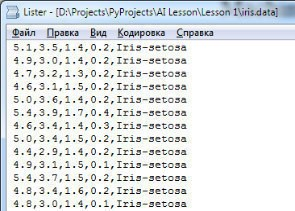 Lister - [D:\Projects\PyProjects\AI Lesson\Lesson 1\iris.data]
Файл Правка Вид Кодировка Справка
5.1,3.5,1.4,0.2,Iris-setosa
4.9,3.0,1.4,0.2,Iris-setosa
4.7,3.2,1.3,0.2,Iris-setosa
4.6,3.1,1.5,0.2,Iris-setosa
5.0,3.6,1.4,0.2,Iris-setosa
5.4,3.9,1.7,0.4,Iris-setosa
4.6,3.4,1.4,0.3,Iris-setosa
5.0,3.4,1.5,0.2,Iris-setosa
4.4,2.9,1.4,0.2,Iris-setosa
4.9,3.1,1.5,0.1,Iris-setosa
5.4,3.7,1.5,0.2,Iris-setosa
4.8,3.4,1.6,0.2,Iris-setosa
4.8,3.0,1.4,0.1,Iris-setosa